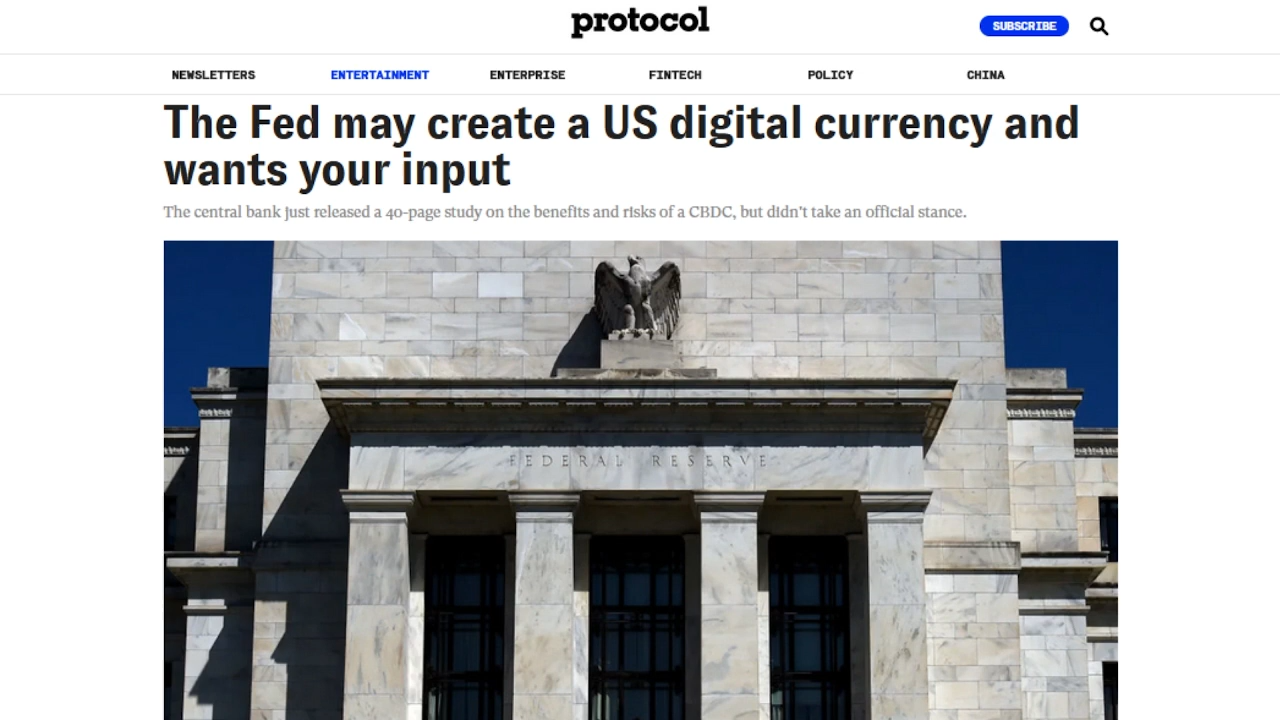 protocol
SUBSCRIBE
NEWSLETTERS ENTERTAINMENT ENTERPRISE FINTECH POLICY CHINA
The Fed may create a US digital currency and
wants your input
The central bank just released a 40-page study on the benefits and risks of a CBDC, but didn't take an official stance.
FEDERAL RESERVE